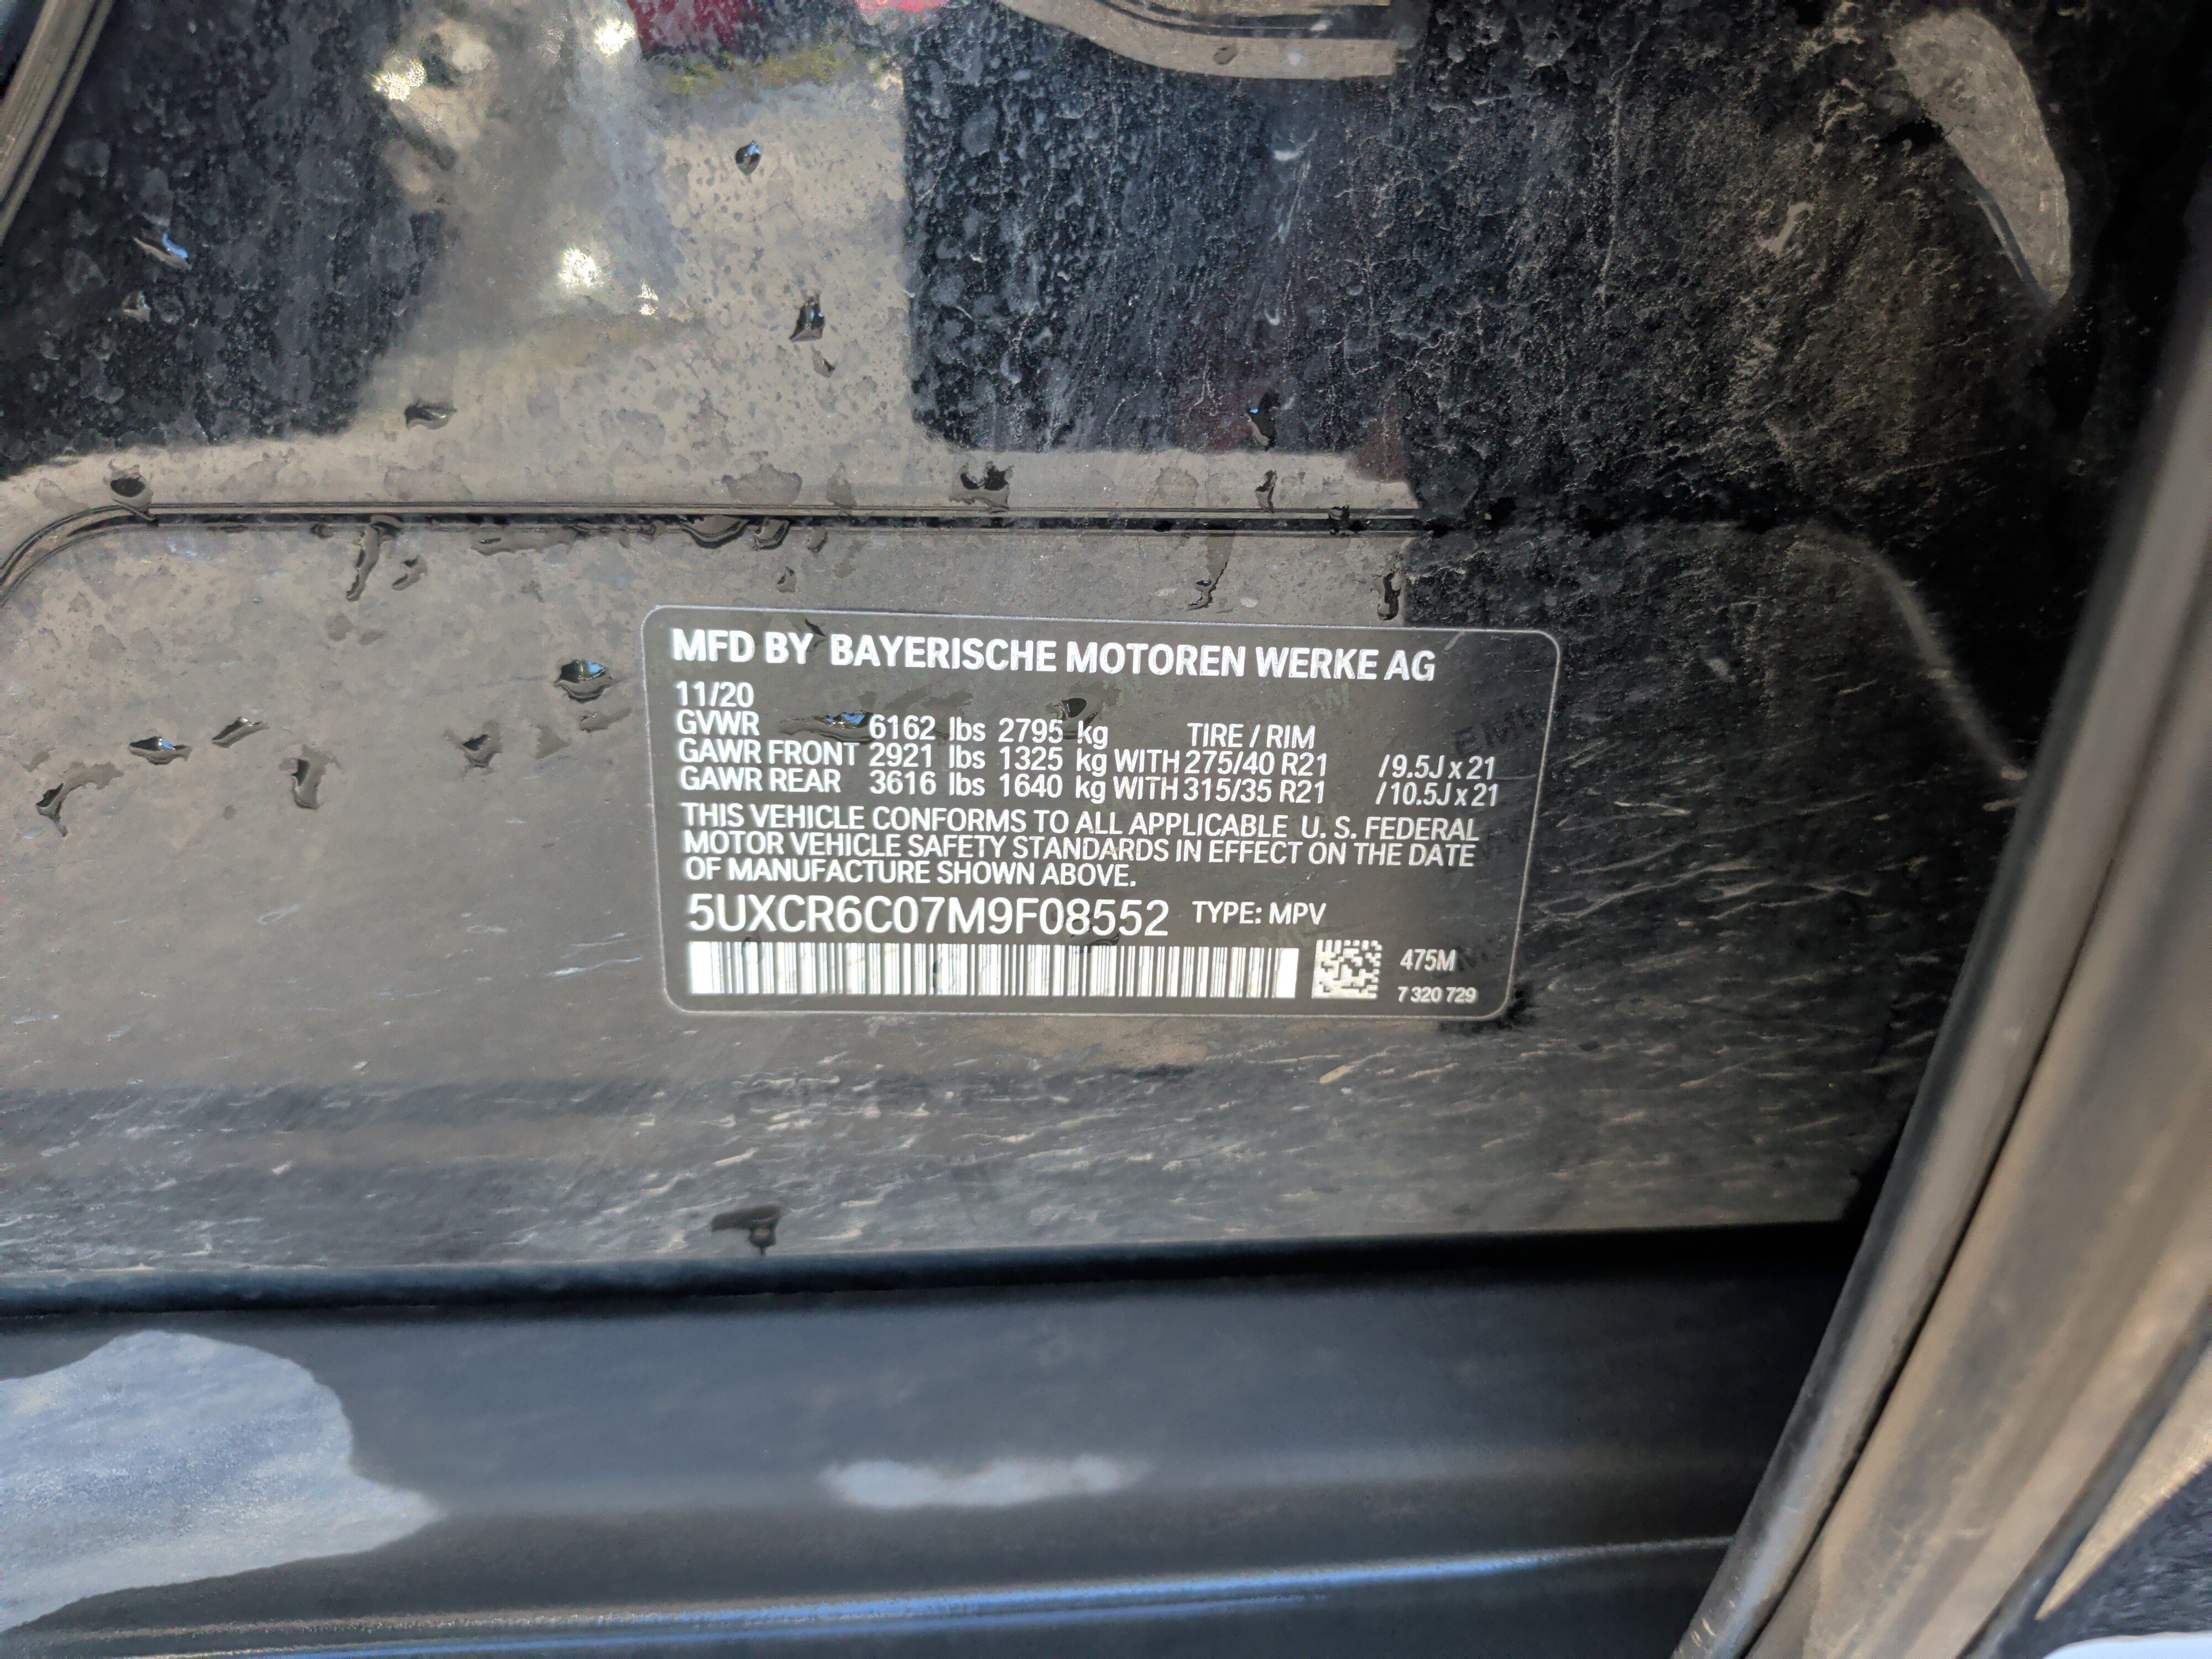 MFD BY BAYERISCHE MOTOREN WERKE AG
11/20
GVWR 6162 lbs 2795 kg TIRE / RIM
GAWR FRONT 2921 lbs 1325 kg WITH 275/40 R21 / 9.5J x 21
GAWR REAR 3616 lbs 1640 kg WITH 315/35 R21 / 10.5J x 21
THIS VEHICLE CONFORMS TO ALL APPLICABLE U. S. FEDERAL
MOTOR VEHICLE SAFETY STANDARDS IN EFFECT ON THE DATE
OF MANUFACTURE SHOWN ABOVE.
5UXCR6C07M9F08552 TYPE: MPV
475M
7 320 729